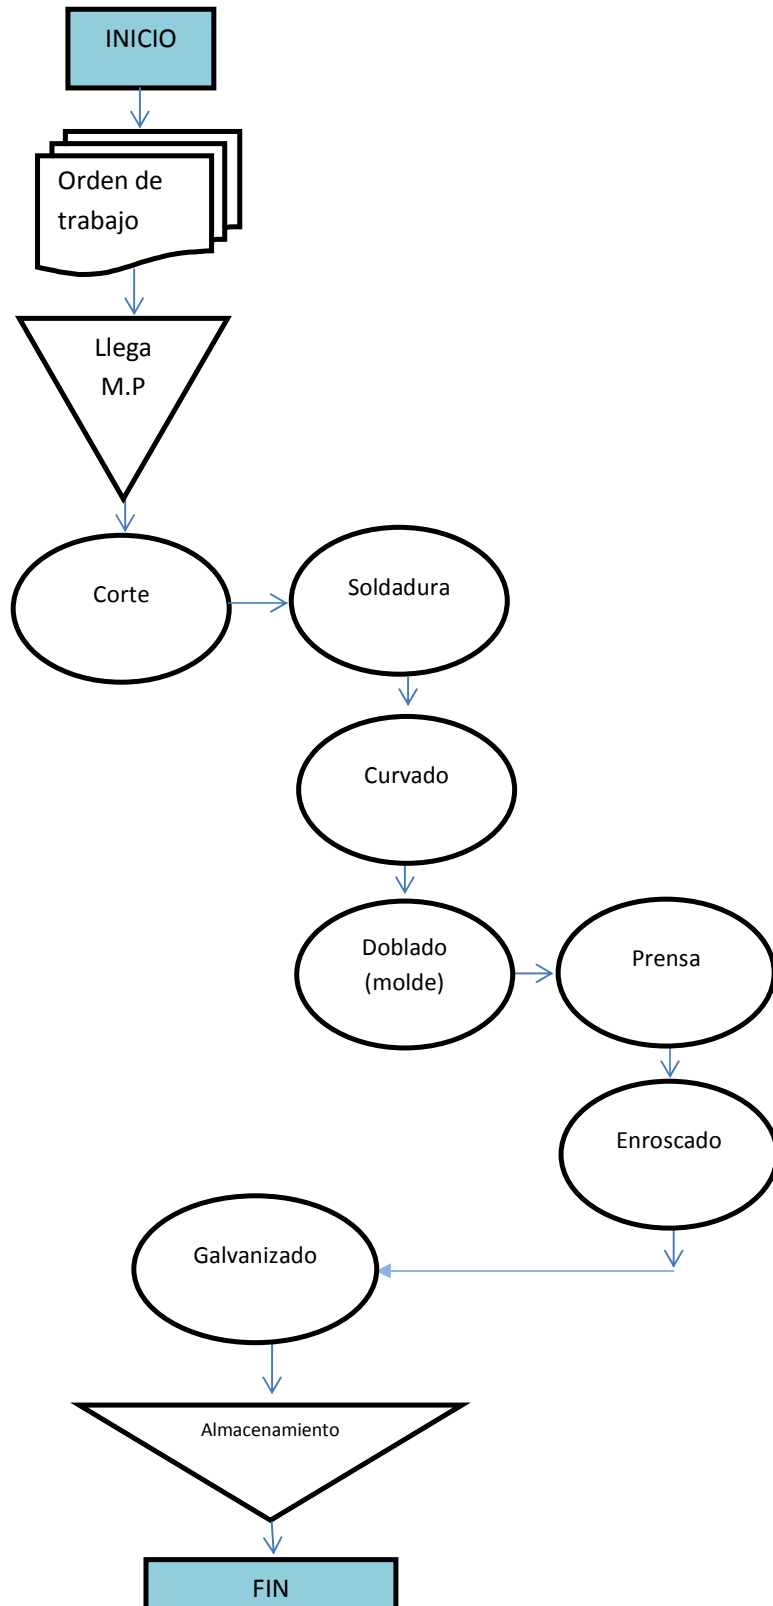 INICIO
Orden de
trabajo
Llega
M.P
Corte
Soldadura
Curvado
Doblado
(molde)
Prensa
Enroscado
Galvanizado
Almacenamiento
FIN